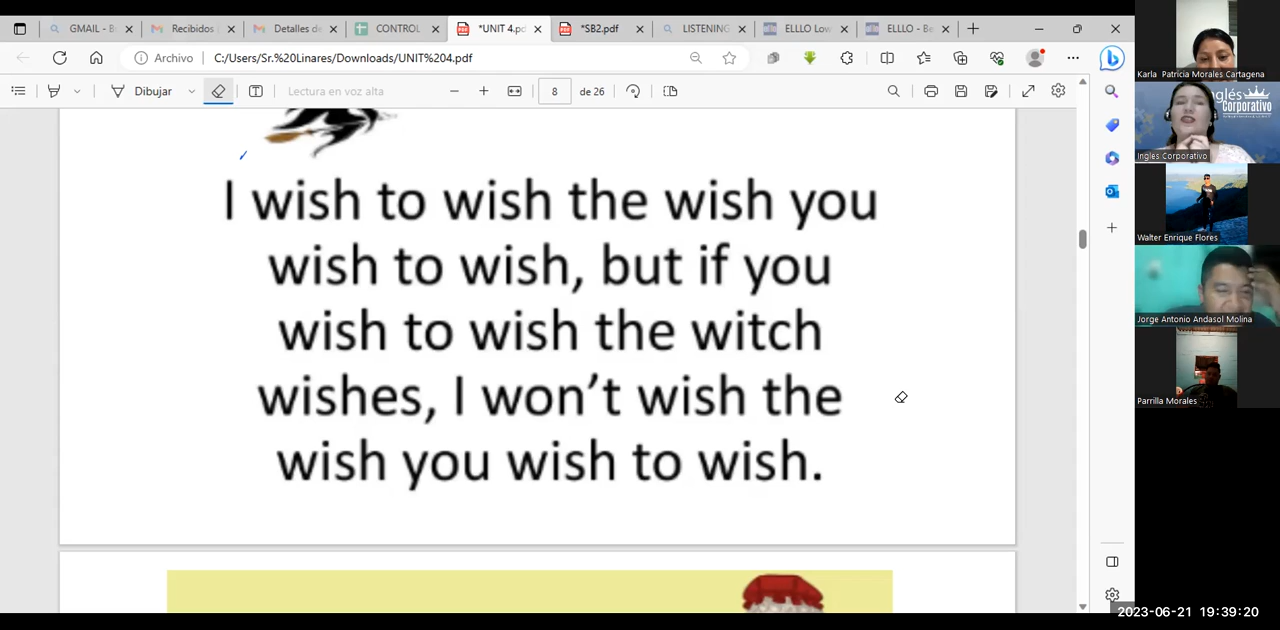 GMAIL - B
Recibidos
Detalles de
CONTROL
*UNIT 4.pd
*SB2.pdf
LISTENING
ELLLO Low
ELLLO - Be
Archivo
C:/Users/Sr.%20Linares/Downloads/UNIT%204.pdf
Dibujar
Lectura en voz alta
8
de 26
I wish to wish the wish you
wish to wish, but if you
wish to wish the witch
wishes, I won’t wish the
wish you wish to wish.
Karla Patricia Morales Cartagena
Inglés
Corporativo
Ingles Corporativo
Walter Enrique Flores
Jorge Antonio Andasol Molina
Parrilla Morales
2023-06-21 19:39:20